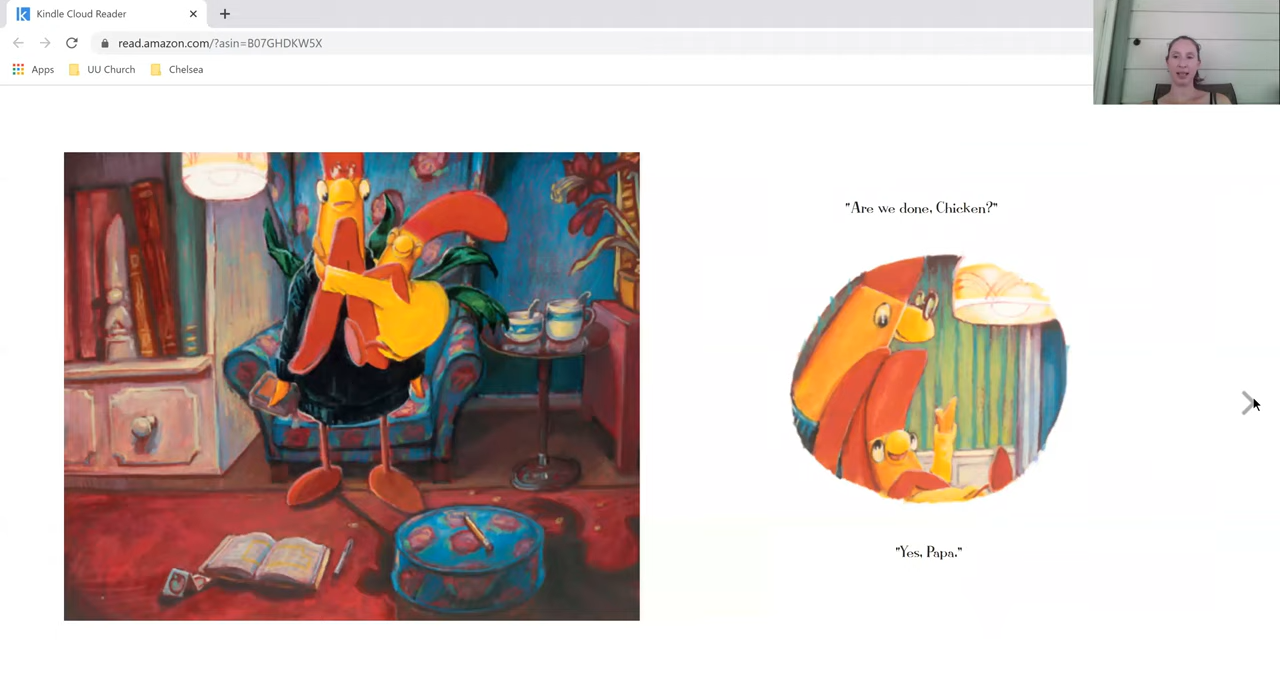 Kindle Cloud Reader
read.amazon.com/?asin=B07GHDKW5X
Apps UU Church Chelsea
"Are we done, Chicken?"
"Yes, Papa."